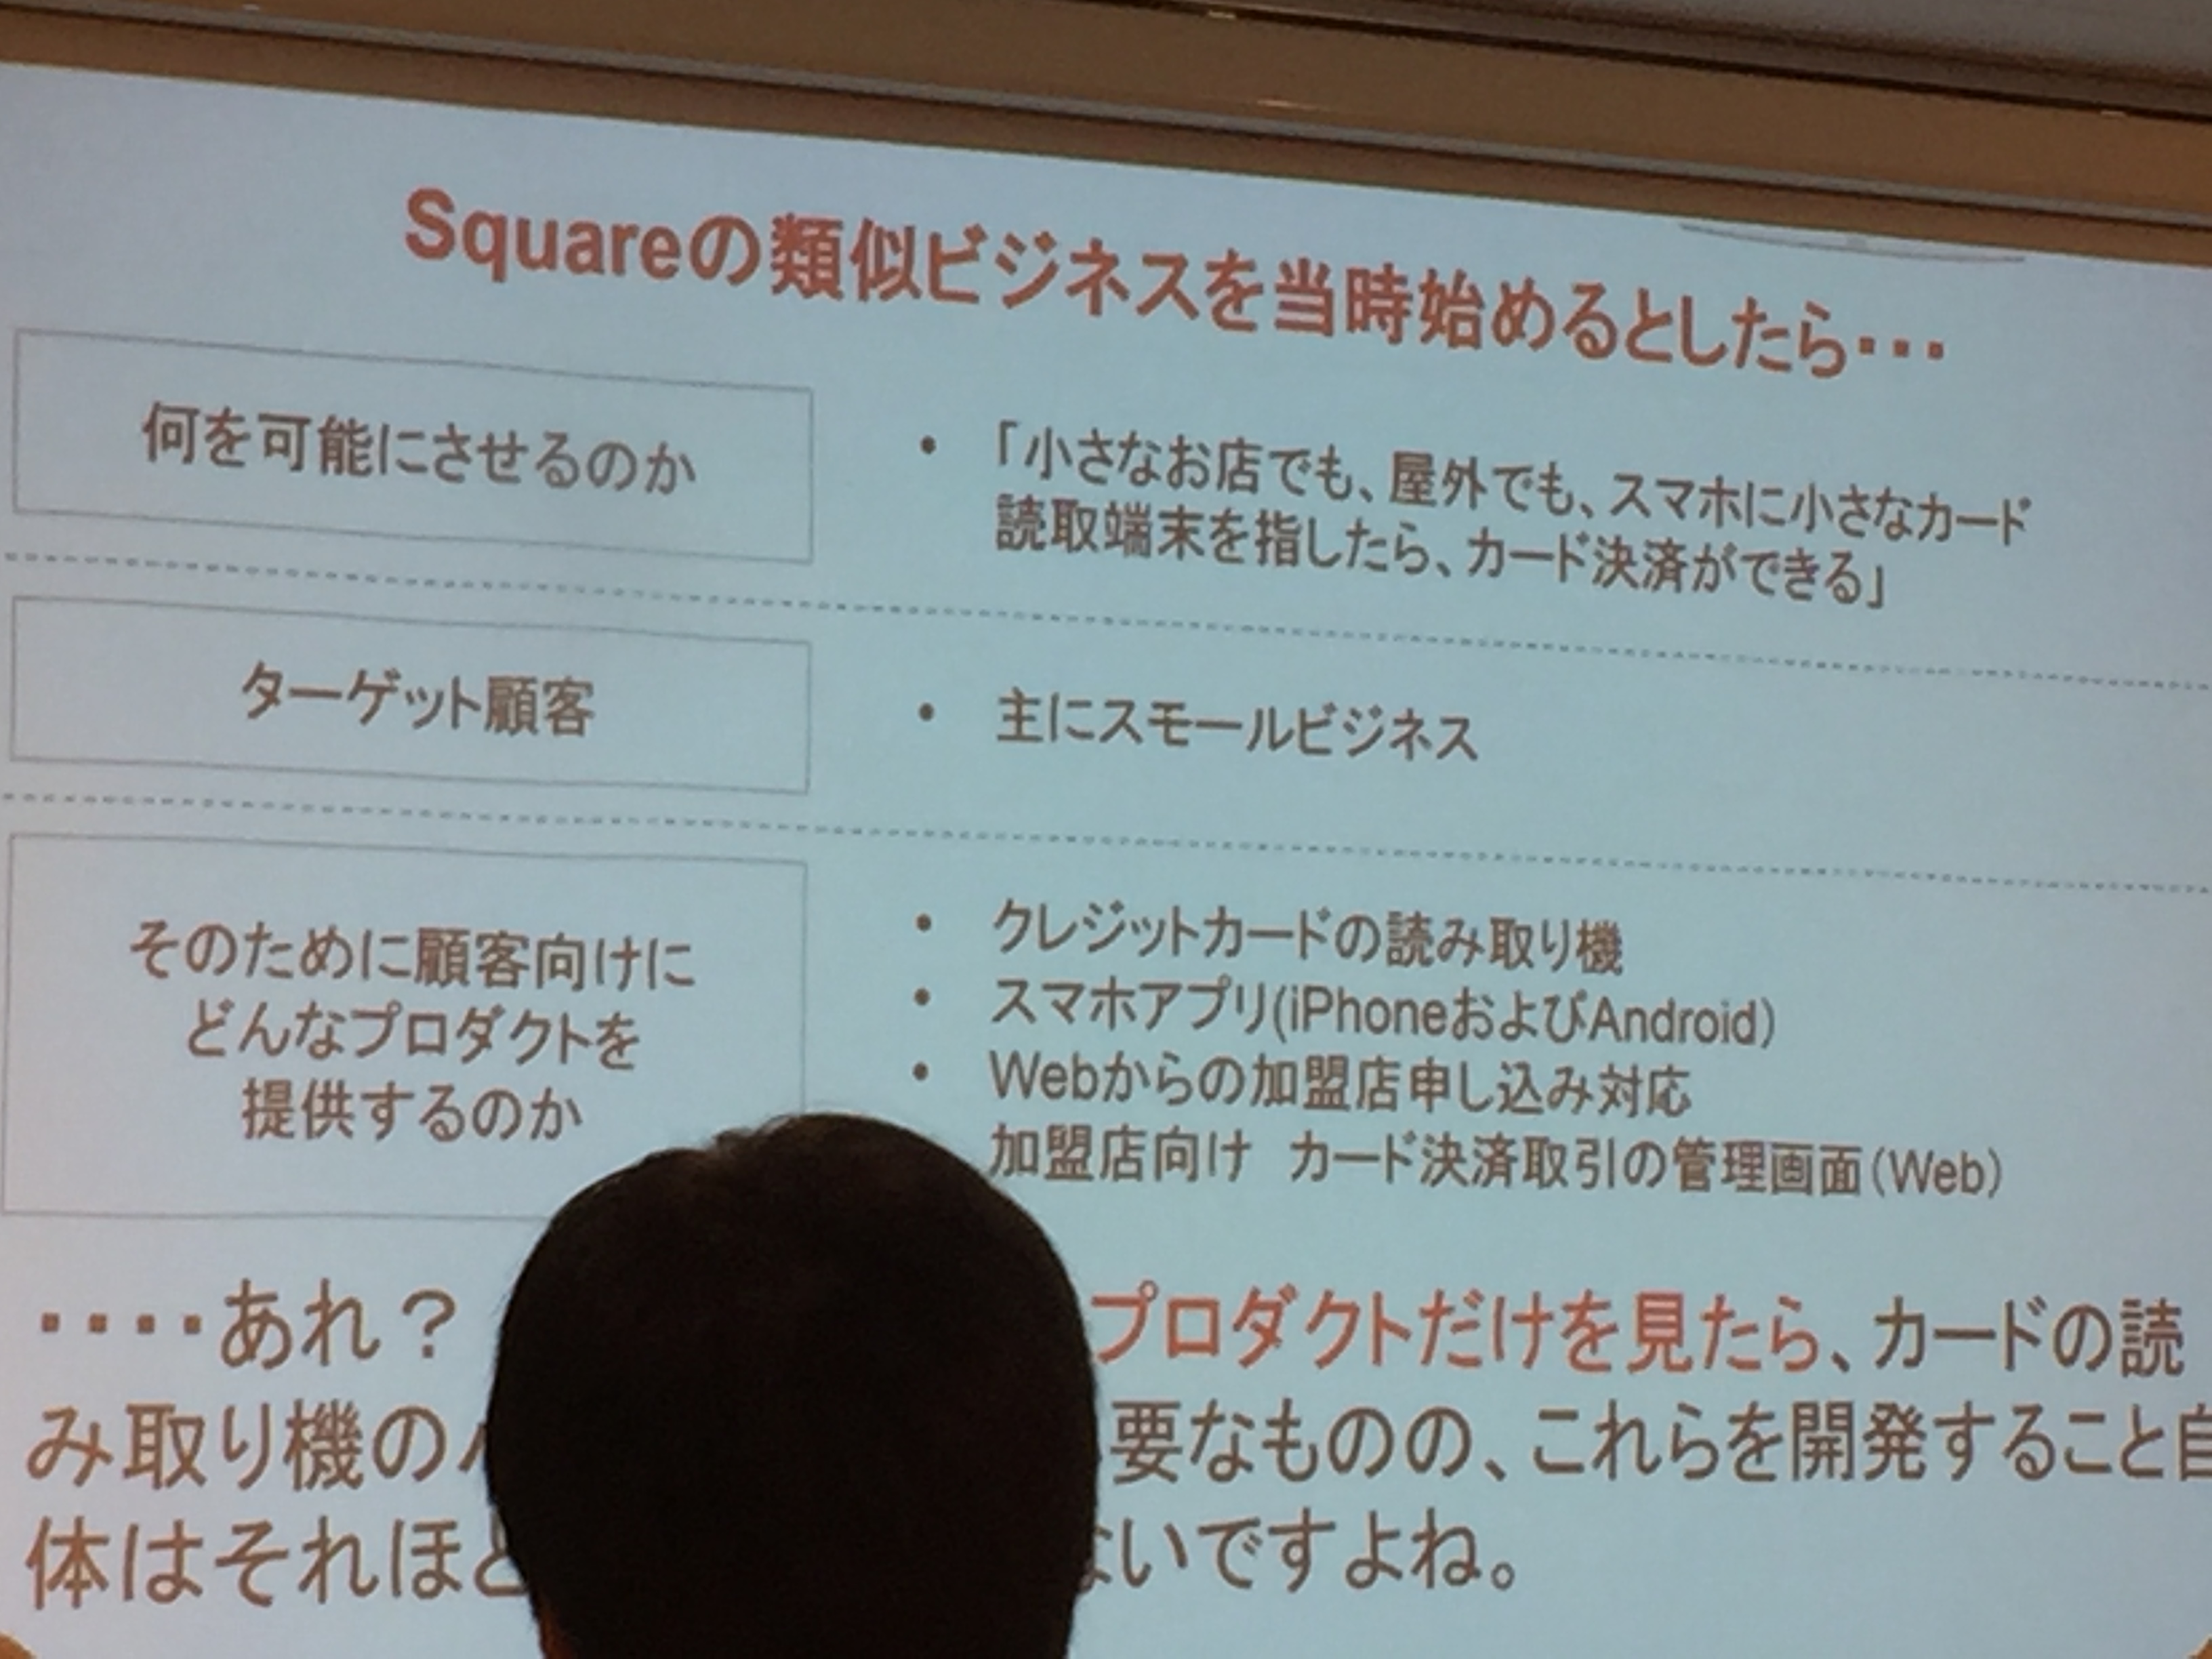 Squareの類似ビジネスを当時始めるとしたら・・・
何を可能にさせるのか
• 「小さなお店でも、屋外でも、スマホに小さなカード
読取端末を指したら、カード決済ができる」
ターゲット顧客
• 主にスモールビジネス
そのために顧客向けに
どんなプロダクトを
提供するのか
• クレジットカードの読み取り機
• スマホアプリ(iPhoneおよびAndroid)
• Webからの加盟店申し込み対応
加盟店向け カード決済取引の管理画面(Web)
・・・・あれ？ プロダクトだけを見たら、カードの読
み取り機の 要なものの、これらを開発すること自
体はそれほど ないですよね。